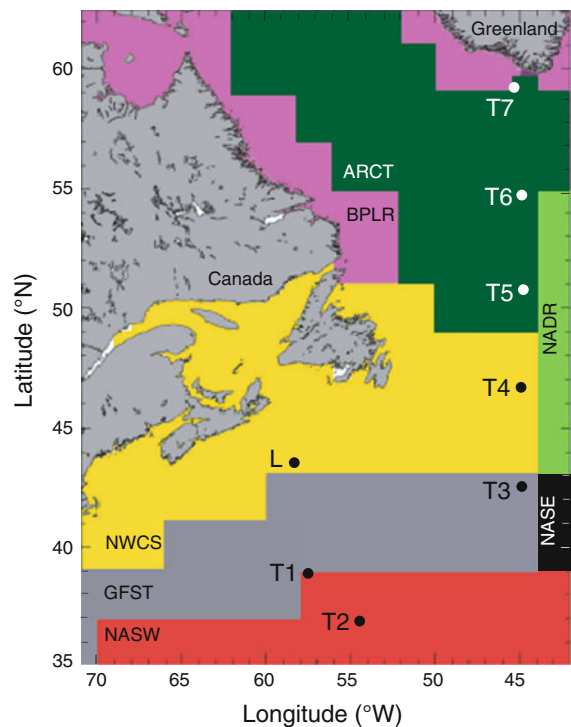 Greenland
60
T7
ARCT
T6
55
BPLR
Canada
T5
50
NADR
T4
45
L
T3
NASE
NWCS
40
T1
GFST
T2
NASW
35
70 65 60 55 50 45
Latitude (°N)
Longitude (°W)